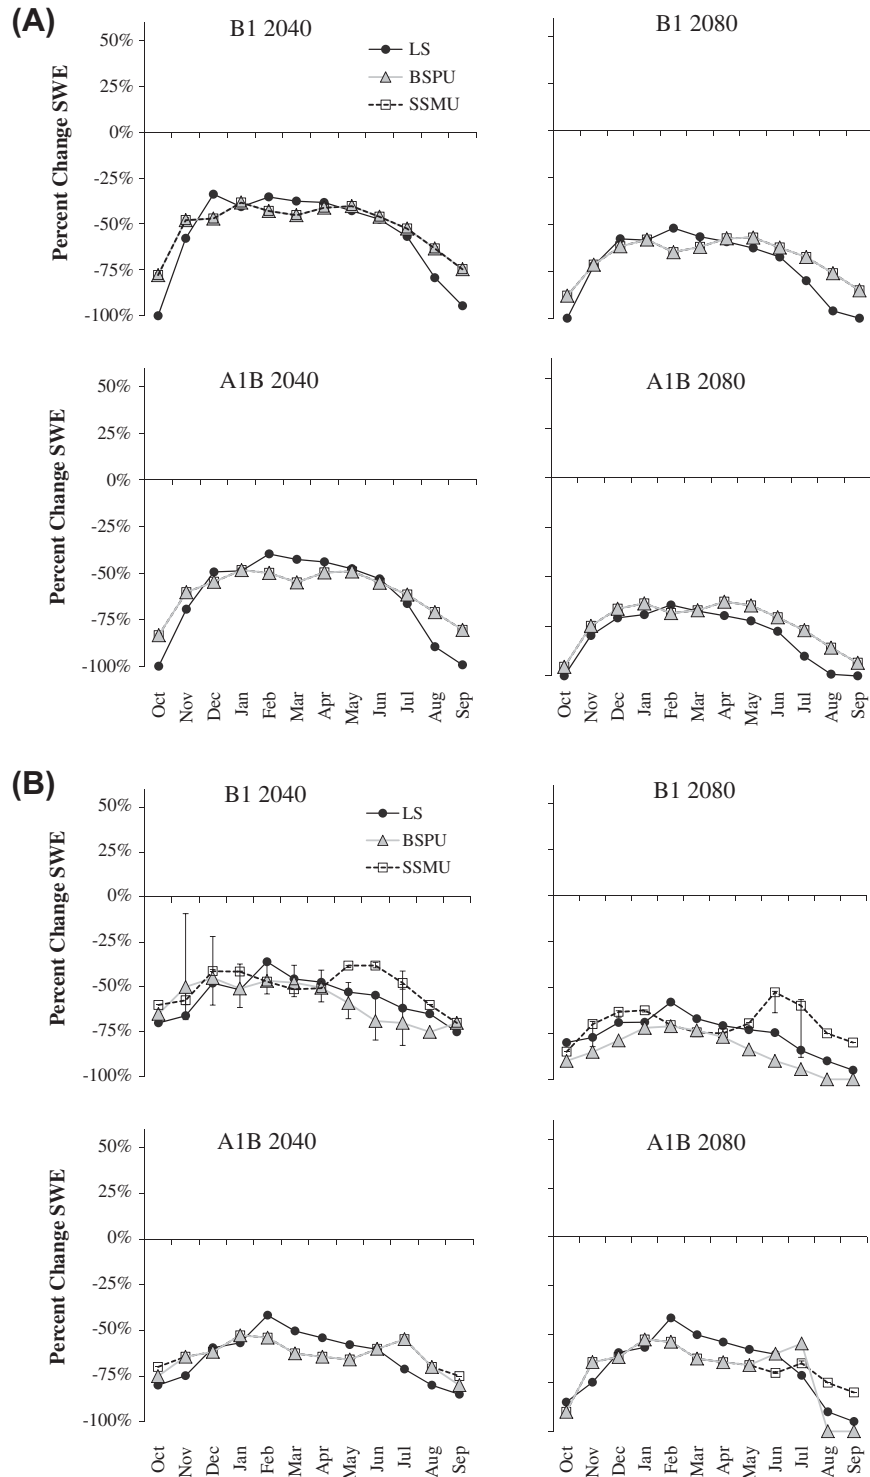 (A)
B1 2040
B1 2080
LS
BSPU
SSMU
Percent Change SWE
50%
25%
0%
-25%
-50%
-75%
-100%
A1B 2040
A1B 2080
Percent Change SWE
50%
25%
0%
-25%
-50%
-75%
-100%
Oct Nov Dec Jan Feb Mar Apr May Jun Jul Aug Sep
Oct Nov Dec Jan Feb Mar Apr May Jun Jul Aug Sep
(B)
B1 2040
B1 2080
LS
BSPU
SSMU
Percent Change SWE
50%
25%
0%
-25%
-50%
-75%
-100%
A1B 2040
A1B 2080
Percent Change SWE
50%
25%
0%
-25%
-50%
-75%
-100%
Oct Nov Dec Jan Feb Mar Apr May Jun Jul Aug Sep
Oct Nov Dec Jan Feb Mar Apr May Jun Jul Aug Sep